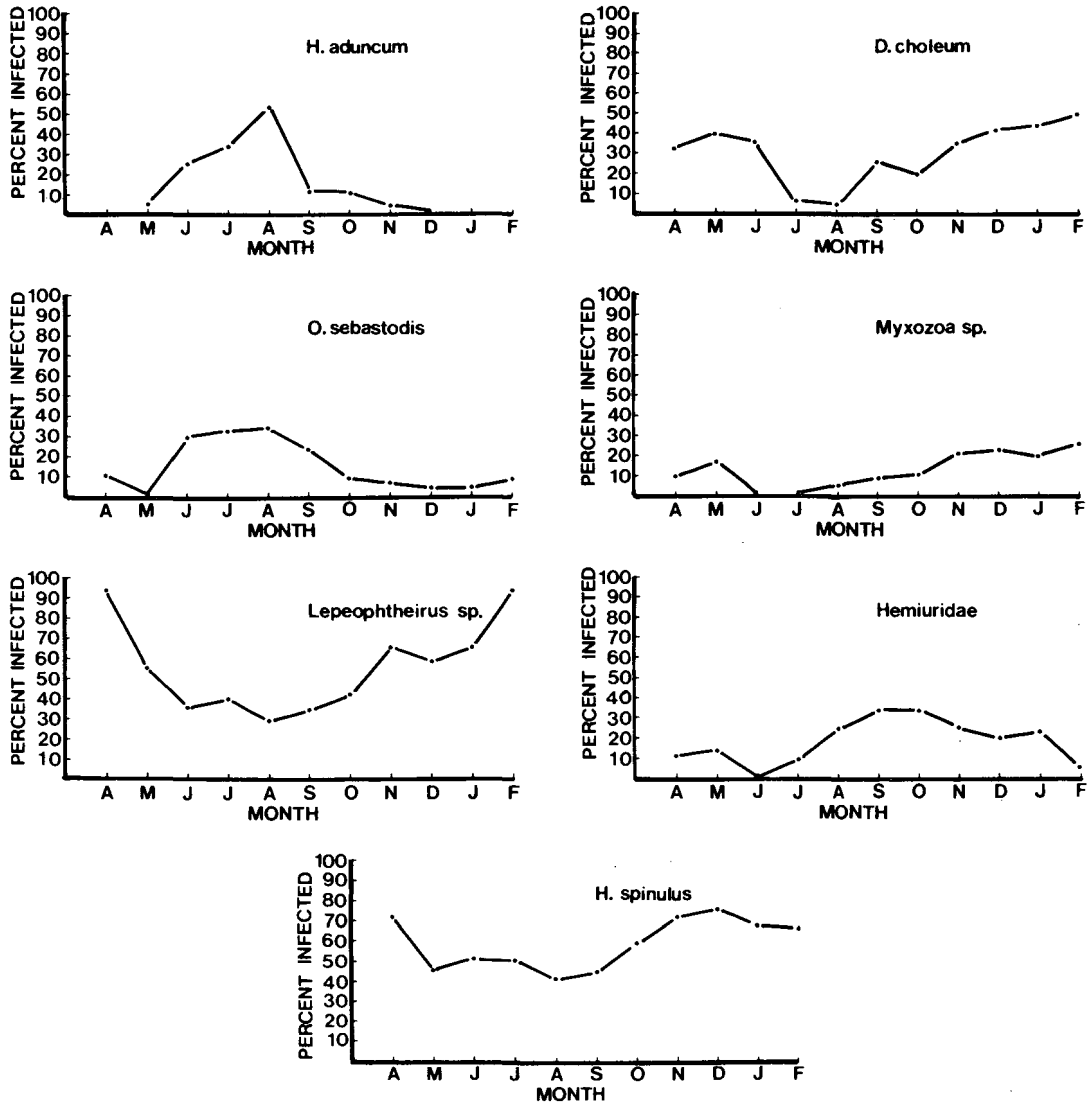 H. aduncum
PERCENT INFECTED
100
90
80
70
60
50
40
30
20
10
A M J J A S O N D J F
MONTH
D. choleum
PERCENT INFECTED
100
90
80
70
60
50
40
30
20
10
A M J J A S O N D J F
MONTH
O. sebastodis
PERCENT INFECTED
100
90
80
70
60
50
40
30
20
10
A M J J A S O N D J F
MONTH
Myxozoa sp.
PERCENT INFECTED
100
90
80
70
60
50
40
30
20
10
A M J J A S O N D J F
MONTH
Lepeophtheirus sp.
PERCENT INFECTED
100
90
80
70
60
50
40
30
20
10
A M J J A S O N D J F
MONTH
Hemiuridae
PERCENT INFECTED
100
90
80
70
60
50
40
30
20
10
A M J J A S O N D J F
MONTH
H. spinulus
PERCENT INFECTED
100
90
80
70
60
50
40
30
20
10
A M J J A S O N D J F
MONTH